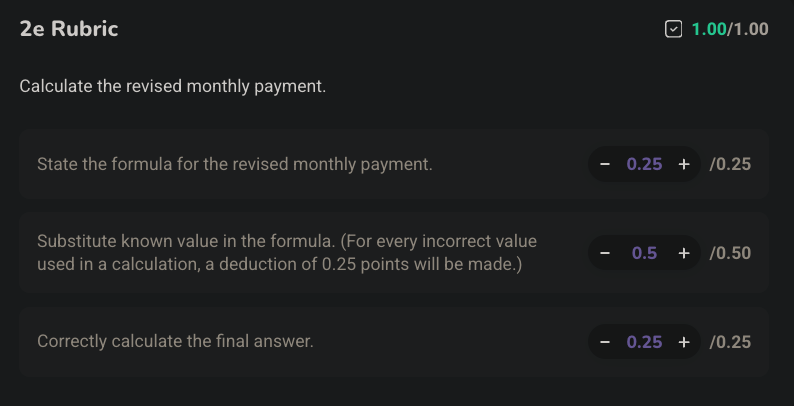 2e Rubric
1.00/1.00
Calculate the revised monthly payment.
State the formula for the revised monthly payment.
− 0.25 + /0.25
Substitute known value in the formula. (For every incorrect value
used in a calculation, a deduction of 0.25 points will be made.)
− 0.5 + /0.50
Correctly calculate the final answer.
− 0.25 + /0.25